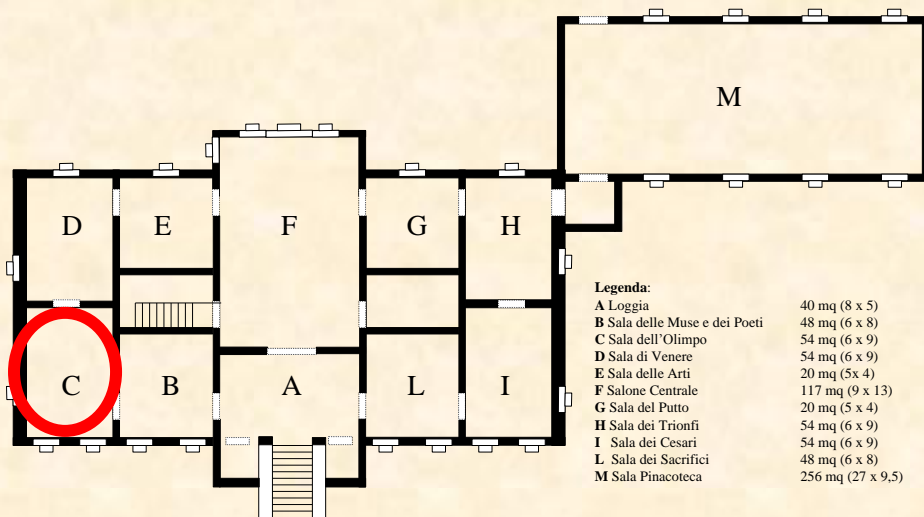 M
D
E
F
G
H
C
B
A
L
I
Legenda:
A Loggia 40 mq (8 x 5)
B Sala delle Muse e dei Poeti 48 mq (6 x 8)
C Sala dell’Olimpo 54 mq (6 x 9)
D Sala di Venere 54 mq (6 x 9)
E Sala delle Arti 20 mq (5x 4)
F Salone Centrale 117 mq (9 x 13)
G Sala del Putto 20 mq (5 x 4)
H Sala dei Trionfi 54 mq (6 x 9)
I Sala dei Cesari 54 mq (6 x 9)
L Sala dei Sacrifici 48 mq (6 x 8)
M Sala Pinacoteca 256 mq (27 x 9,5)